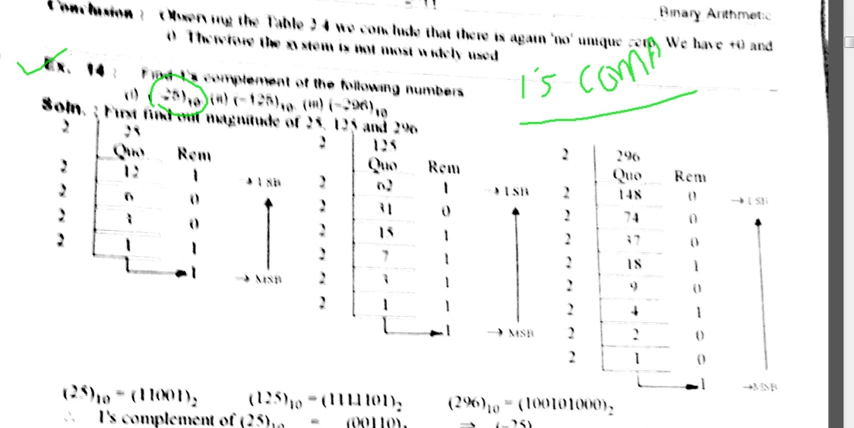 = 11
Binary Arithmetic
Conclusion : Observing the Table 2.4 we conclude that there is again 'no' unique zero. We have +0 and
Therefore the system is not most widely used
Ex. 14 : Find 1's complement of the following numbers
1's COMP
(i) (-25)10 (ii) (-125)10 (iii) (-296)10
Soln. : First find out magnitude of 25, 125 and 296
2 25
Quo Rem
2 12 1 → LSB
2 6 0
2 3 0
2 1 1
1 → MSB
2 125
Quo Rem
2 62 1 → LSB
2 31 0
2 15 1
2 7 1
2 3 1
2 1 1
1 → MSB
2 296
Quo Rem
2 148 0 → LSB
2 74 0
2 37 0
2 18 1
2 9 0
2 4 1
2 2 0
2 1 0
1 → MSB
(25)10 = (11001)2 (125)10 = (1111101)2 (296)10 = (100101000)2
∴ 1's complement of (25)10 = (00110)2 ⇒ (-25)